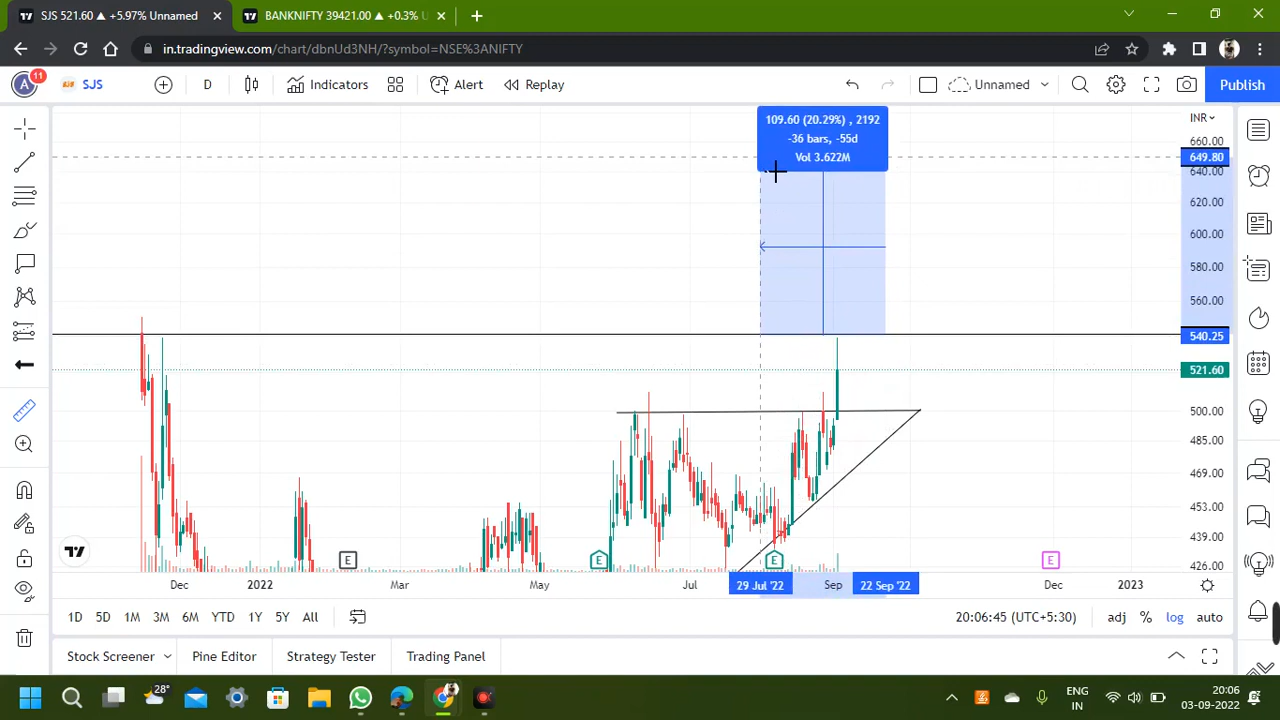 SJS 521.60 ▲ +5.97% Unnamed
BANKNIFTY 39421.00 ▲ +0.3%
in.tradingview.com/chart/dbnUd3NH/?symbol=NSE%3ANIFTY
A 11 SJS D Indicators Alert Replay Unnamed Publish
109.60 (20.29%) , 2192
-36 bars, -55d
Vol 3.622M
INR
660.00
649.80
640.00
620.00
600.00
580.00
560.00
540.25
521.60
500.00
485.00
469.00
453.00
439.00
426.00
E E E E
Dec 2022 Mar May Jul 29 Jul '22 Sep 22 Sep '22 Dec 2023
1D 5D 1M 3M 6M YTD 1Y 5Y All 20:06:45 (UTC+5:30) adj % log auto
Stock Screener Pine Editor Strategy Tester Trading Panel
28° ENG 20:06
IN 03-09-2022